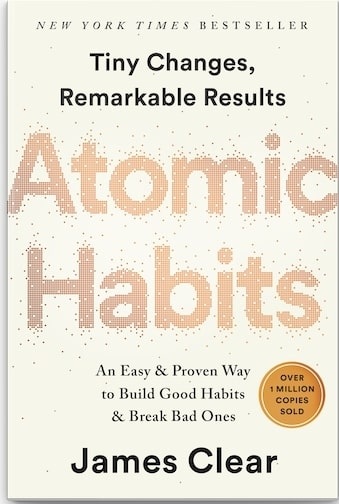 NEW YORK TIMES BESTSELLER
Tiny Changes,
Remarkable Results
Atomic
Habits
An Easy & Proven Way
to Build Good Habits
& Break Bad Ones
OVER
1 MILLION
COPIES
SOLD
James Clear